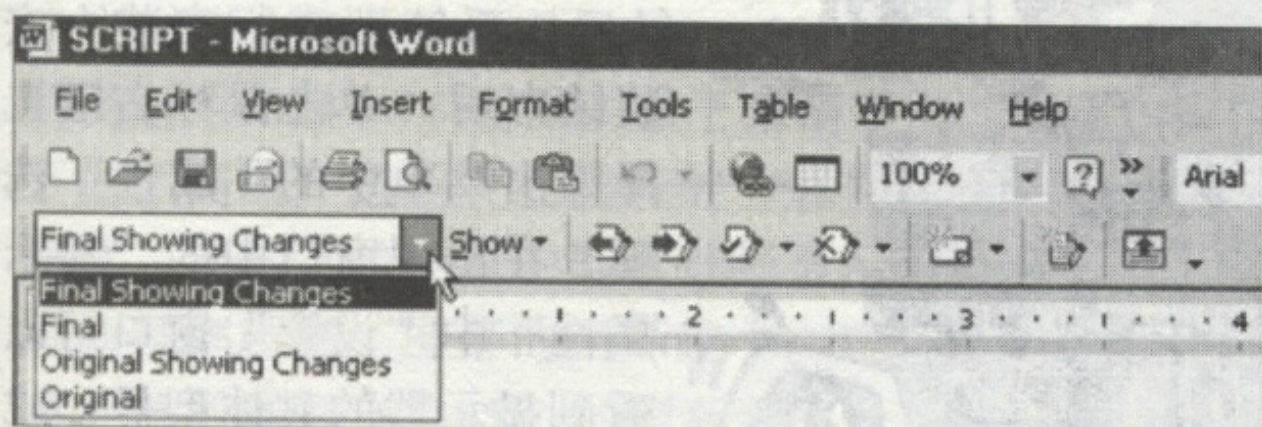 SCRIPT - Microsoft Word
File Edit View Insert Format Tools Table Window Help
100% Arial
Final Showing Changes Show
Final Showing Changes
Final
Original Showing Changes
Original
2 3 4